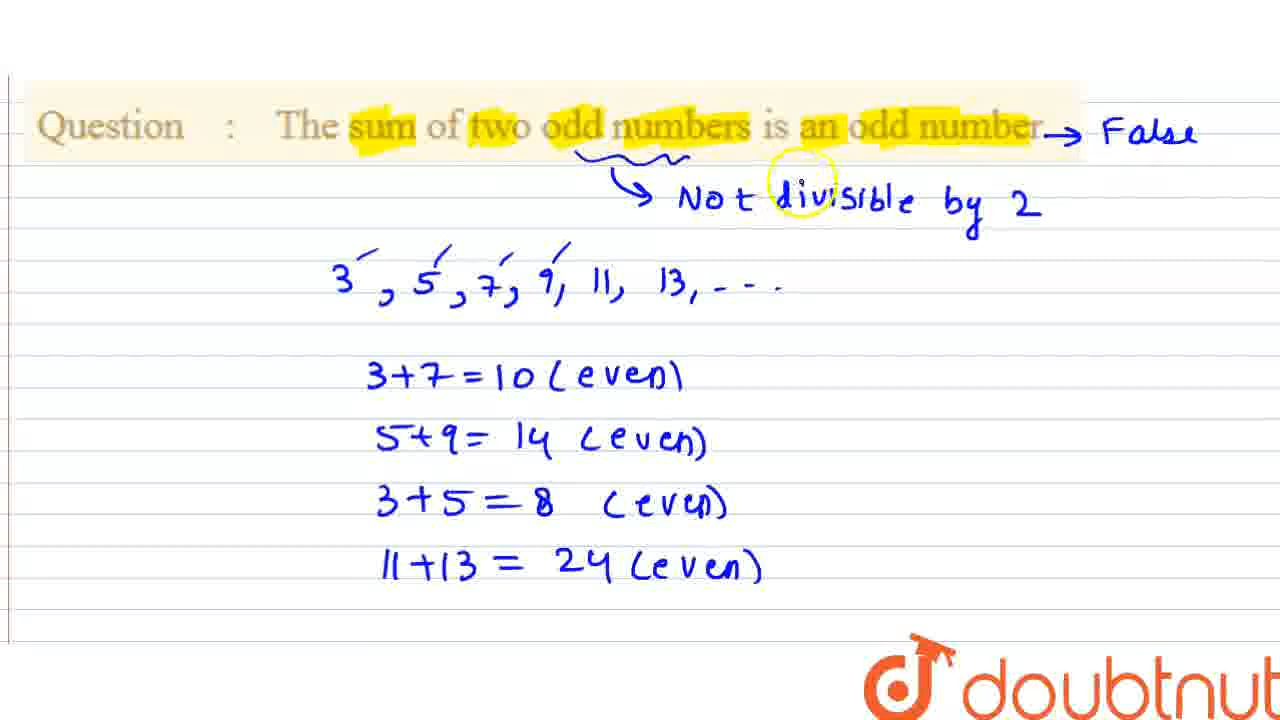 Question : The sum of two odd numbers is an odd number → False
Not divisible by 2
3, 5, 7, 9, 11, 13, ---.
3+7=10 (even)
5+9= 14 (even)
3+5=8 (even)
11+13= 24 (even)
doubtnut